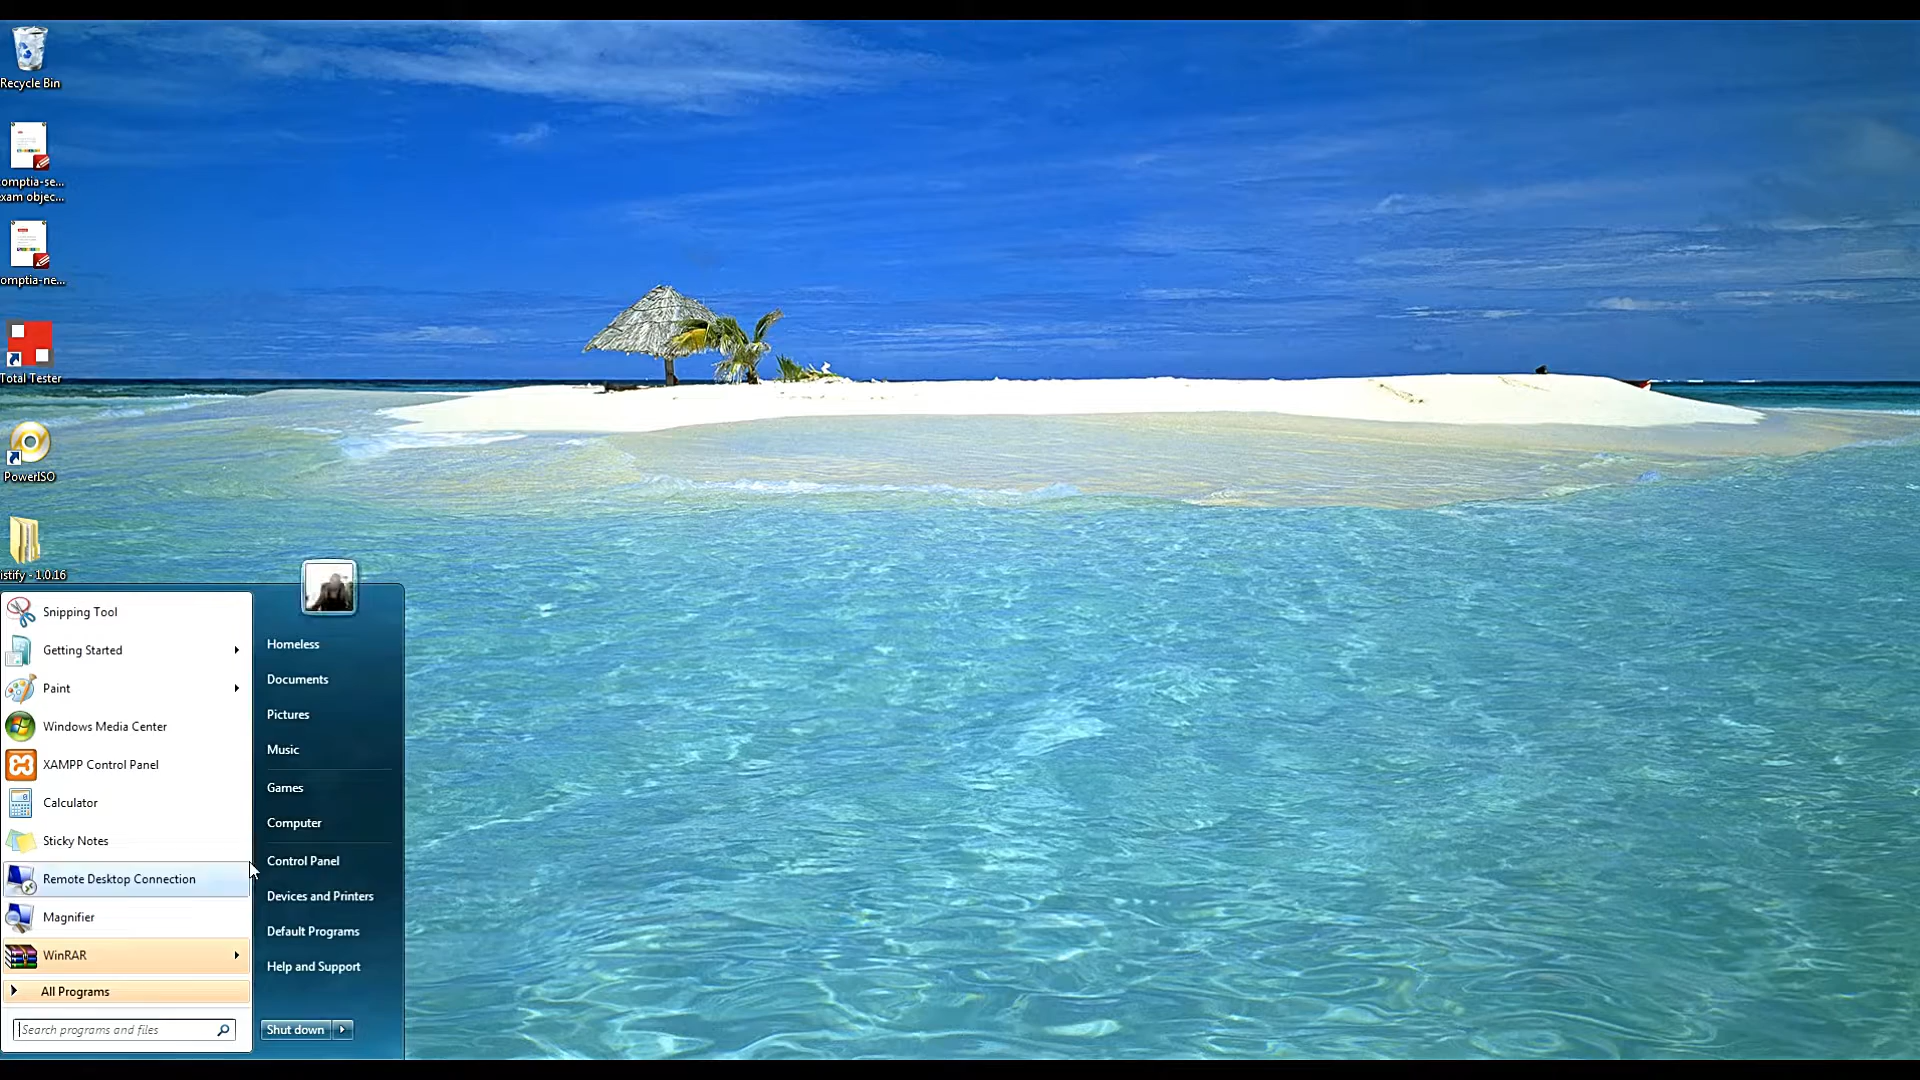 Recycle Bin
omptia-se...
xam objec...
omptia-ne...
Total Tester
PowerISO
istify - 1.0.16
Snipping Tool
Getting Started
Paint
Windows Media Center
XAMPP Control Panel
Calculator
Sticky Notes
Remote Desktop Connection
Magnifier
WinRAR
All Programs
Search programs and files
Homeless
Documents
Pictures
Music
Games
Computer
Control Panel
Devices and Printers
Default Programs
Help and Support
Shut down